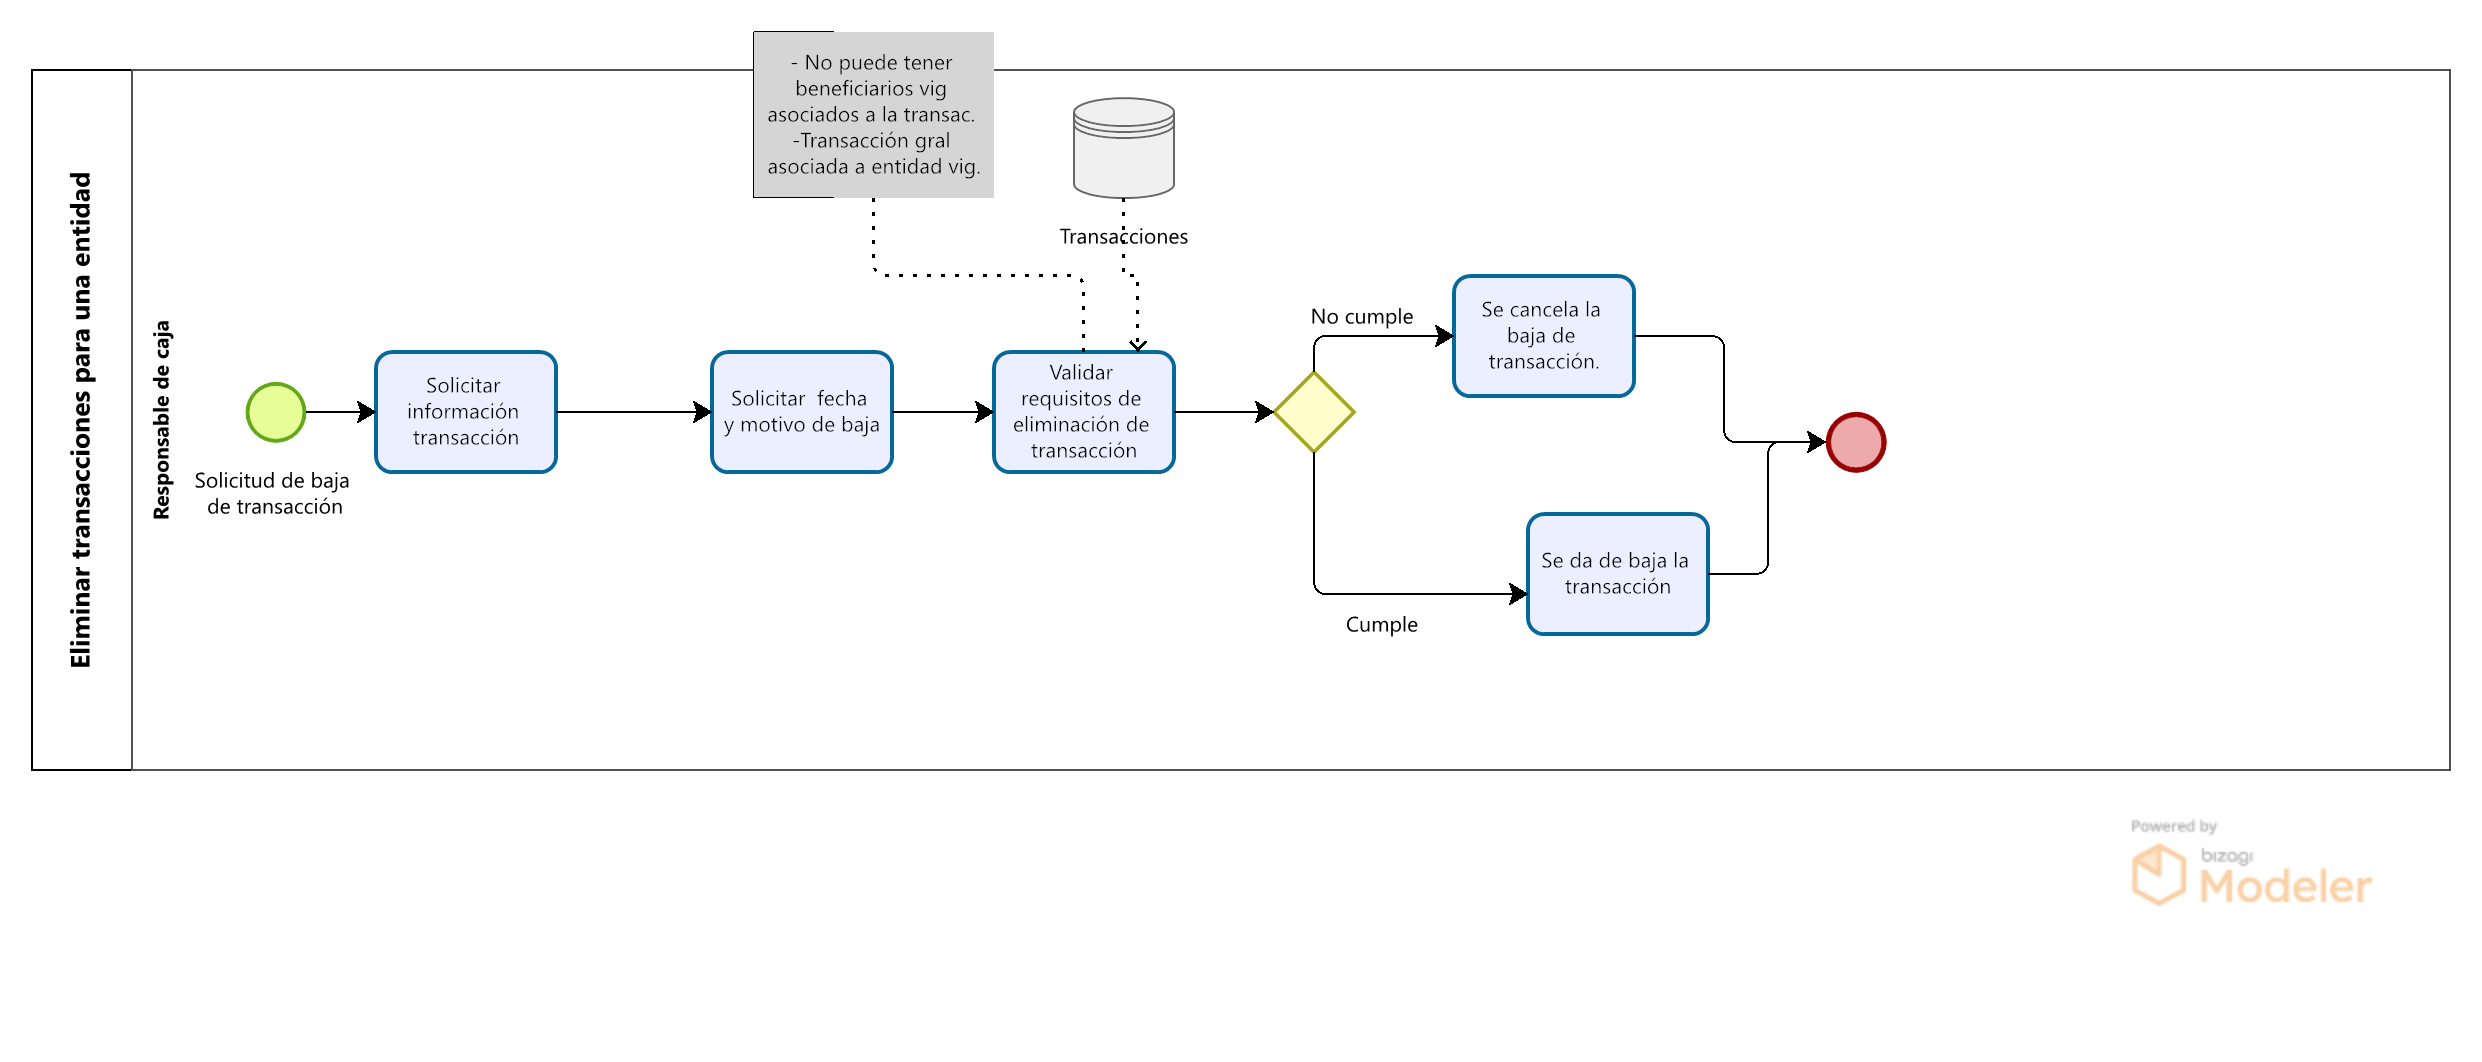 Eliminar transacciones para una entidad
Responsable de caja
- No puede tener
beneficiarios vig
asociados a la transac.
-Transacción gral
asociada a entidad vig.
Transacciones
Solicitud de baja
de transacción
Solicitar
información
transacción
Solicitar fecha
y motivo de baja
Validar
requisitos de
eliminación de
transacción
No cumple
Se cancela la
baja de
transacción.
Cumple
Se da de baja la
transacción
Powered by
bizagi
Modeler